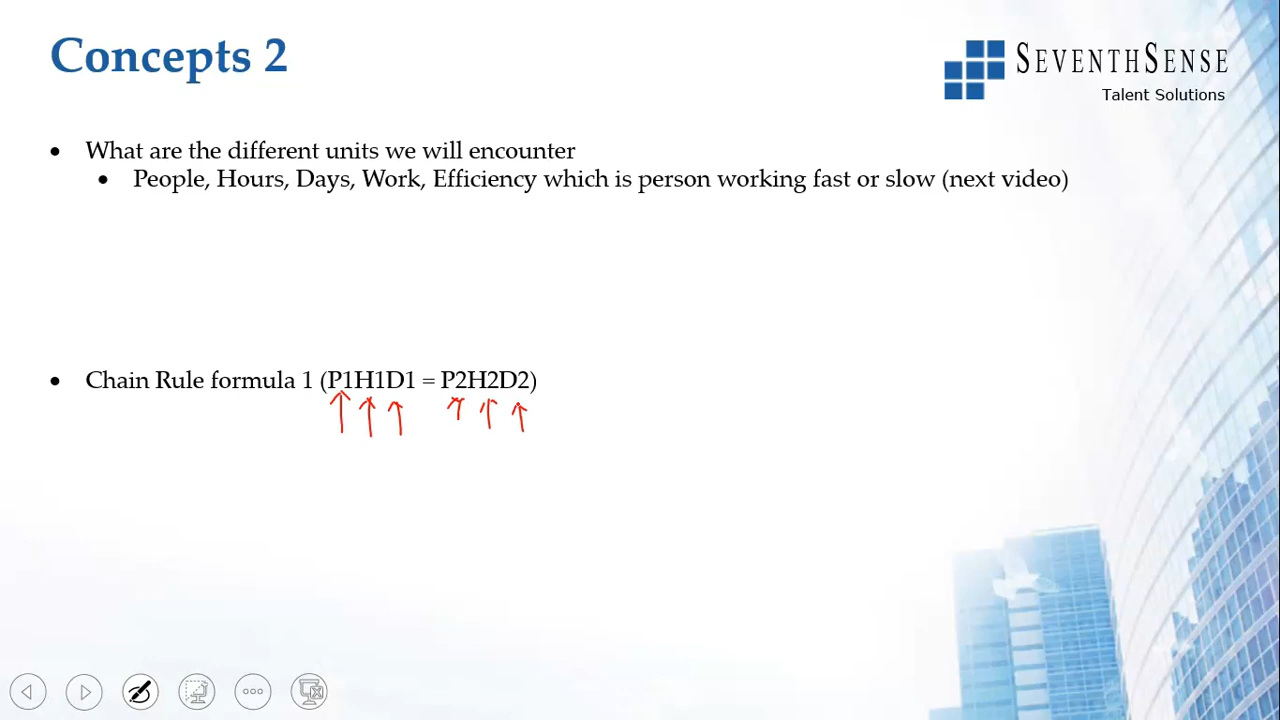 Concepts 2
SEVENTHSENSE
Talent Solutions
• What are the different units we will encounter
• People, Hours, Days, Work, Efficiency which is person working fast or slow (next video)
• Chain Rule formula 1 (P1H1D1 = P2H2D2)